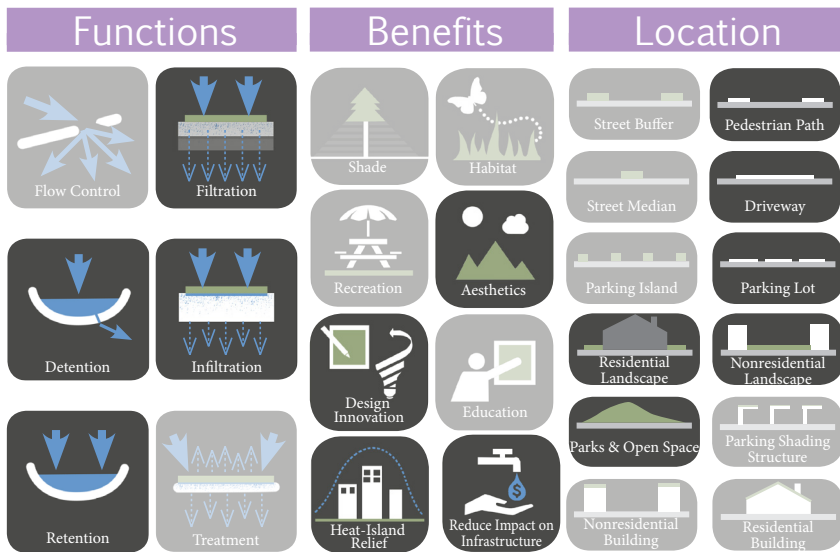 Functions
Flow Control
Filtration
Detention
Infiltration
Retention
Treatment
Benefits
Shade
Habitat
Recreation
Aesthetics
Design
Innovation
Education
Heat-Island
Relief
$
Reduce Impact on
Infrastructure
Location
Street Buffer
Pedestrian Path
Street Median
Driveway
Parking Island
Parking Lot
Residential
Landscape
Nonresidential
Landscape
Parks & Open Space
Parking Shading
Structure
Nonresidential
Building
Residential
Building